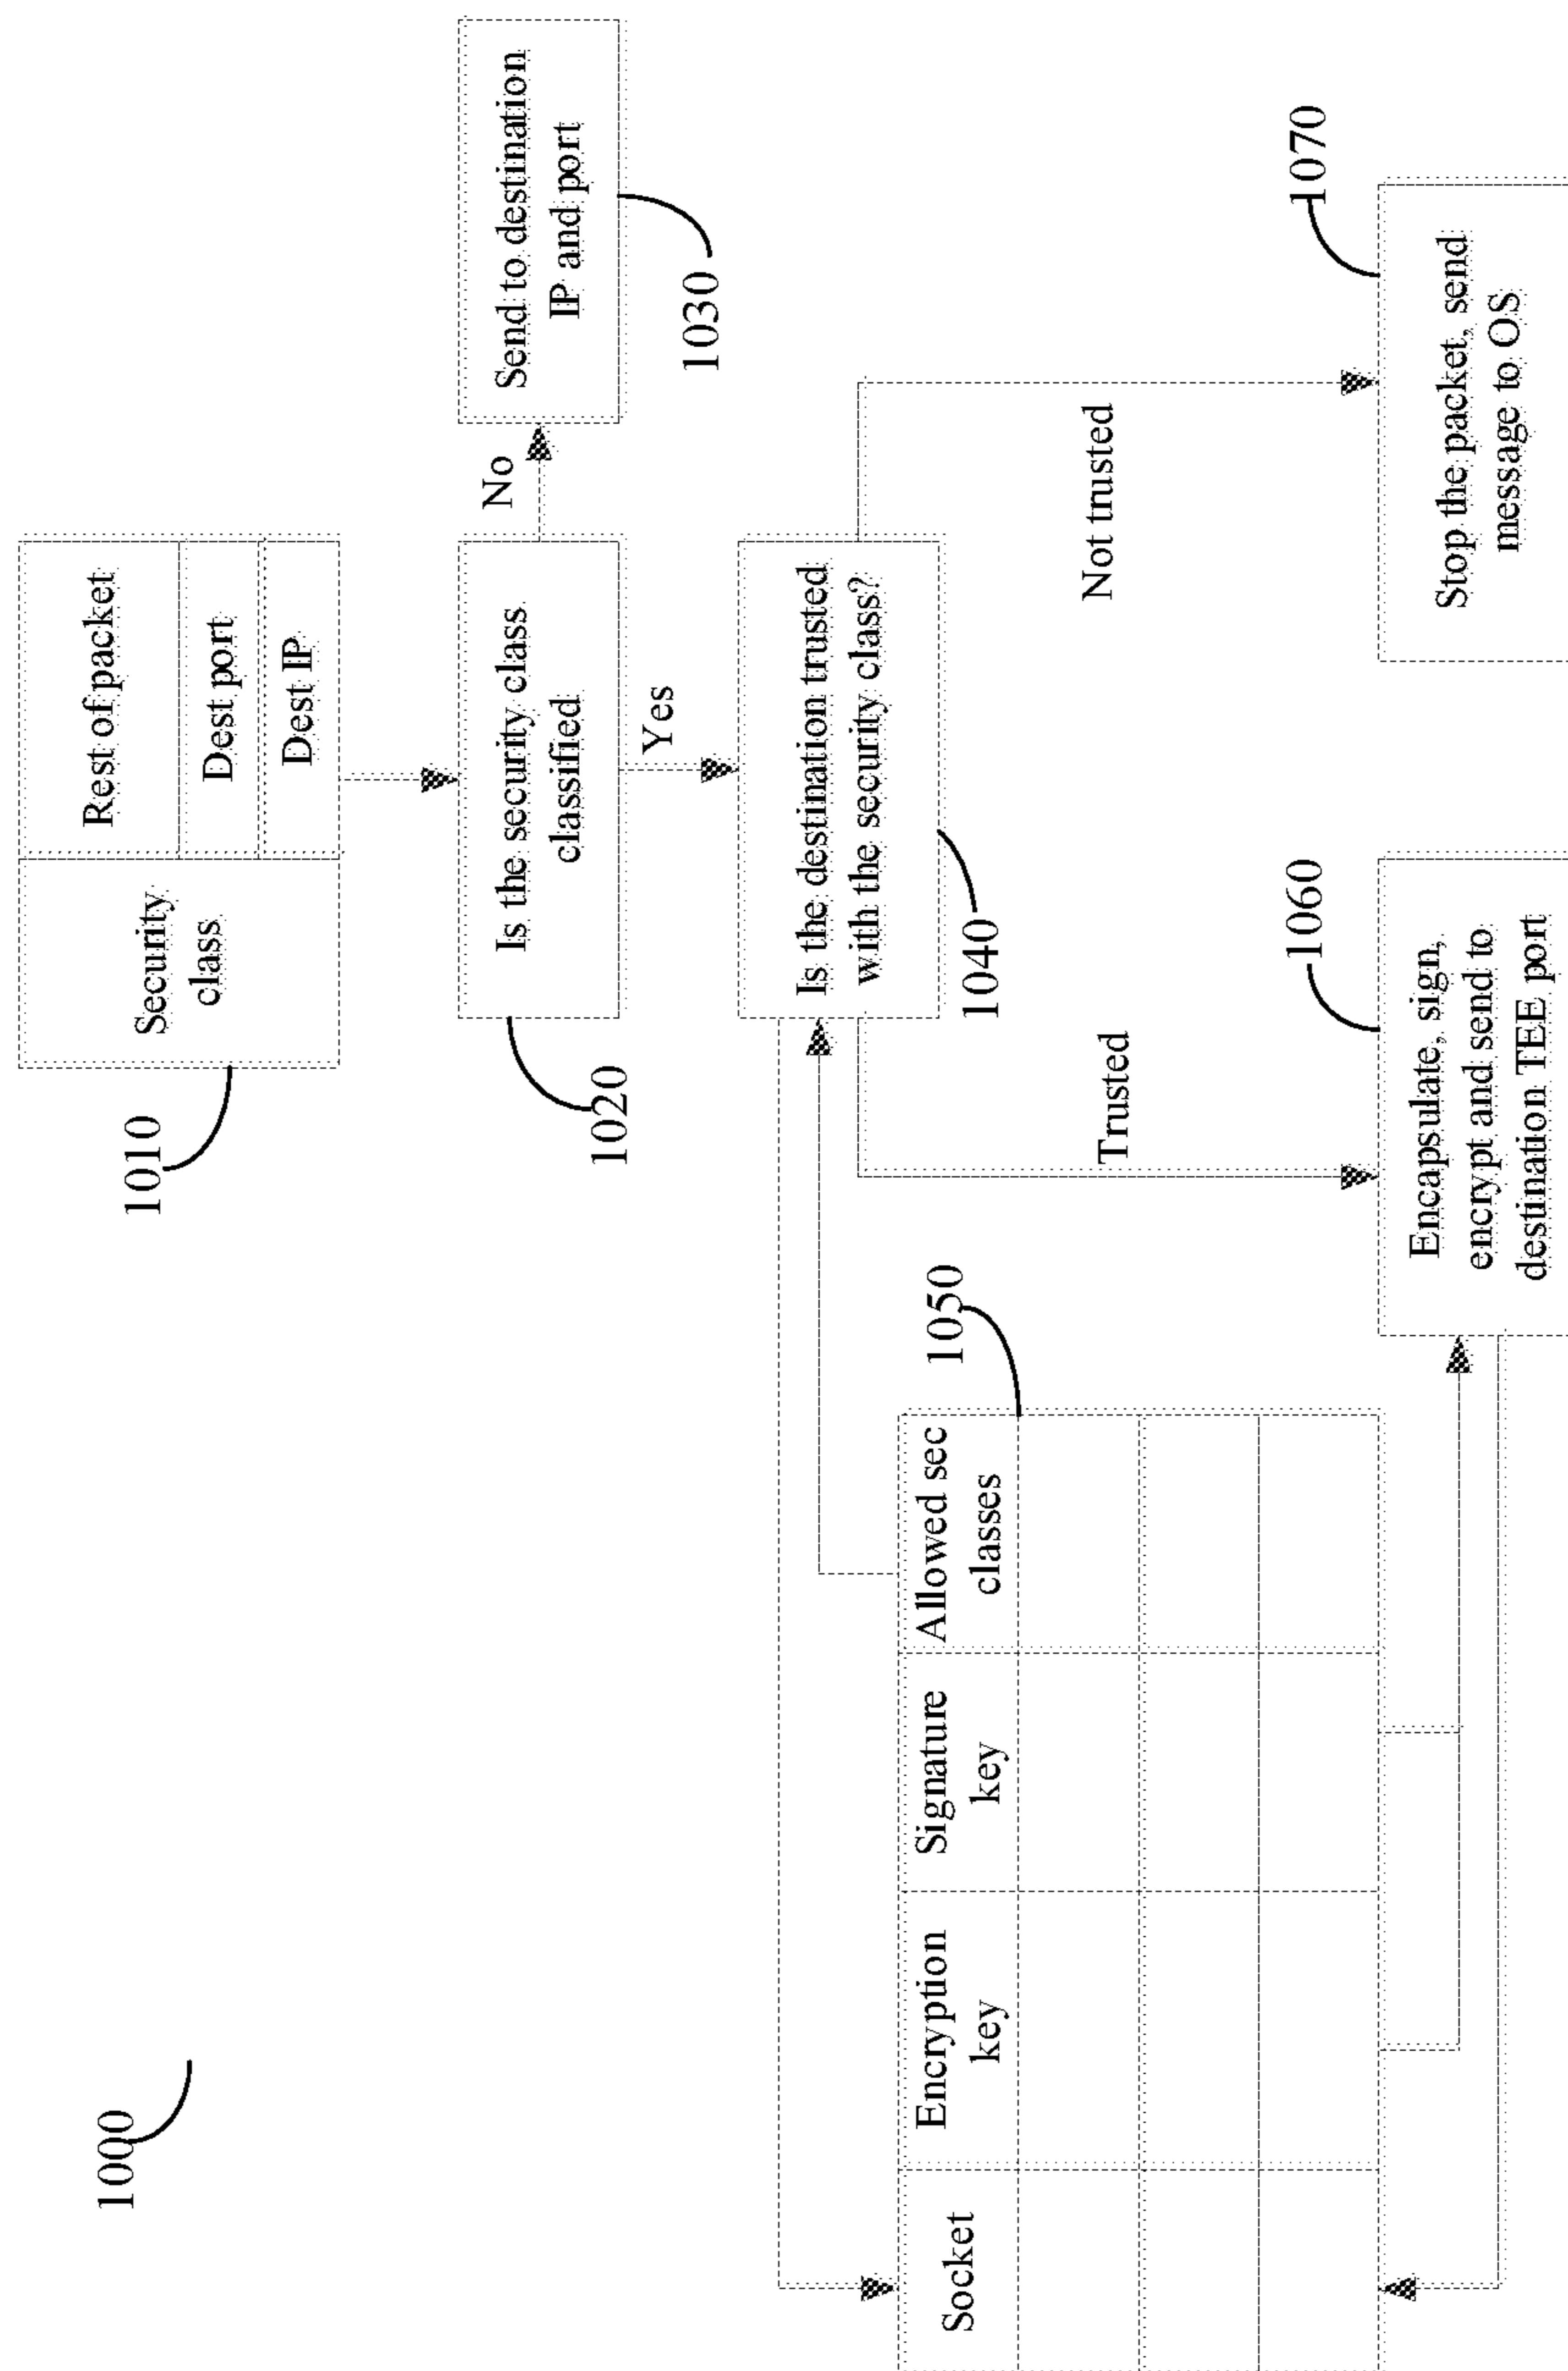 1000
1010
Security
class
Rest of packet
Dest port
Dest IP
Is the security class
classified
1020
No
Send to destination
IP and port
1030
Yes
Is the destination trusted
with the security class?
1040
Socket
Encryption
key
Signature
key
Allowed sec
classes
1050
Trusted
Not trusted
Encapsulate, sign,
encrypt and send to
destination TEE port
1060
Stop the packet, send
message to OS
1070